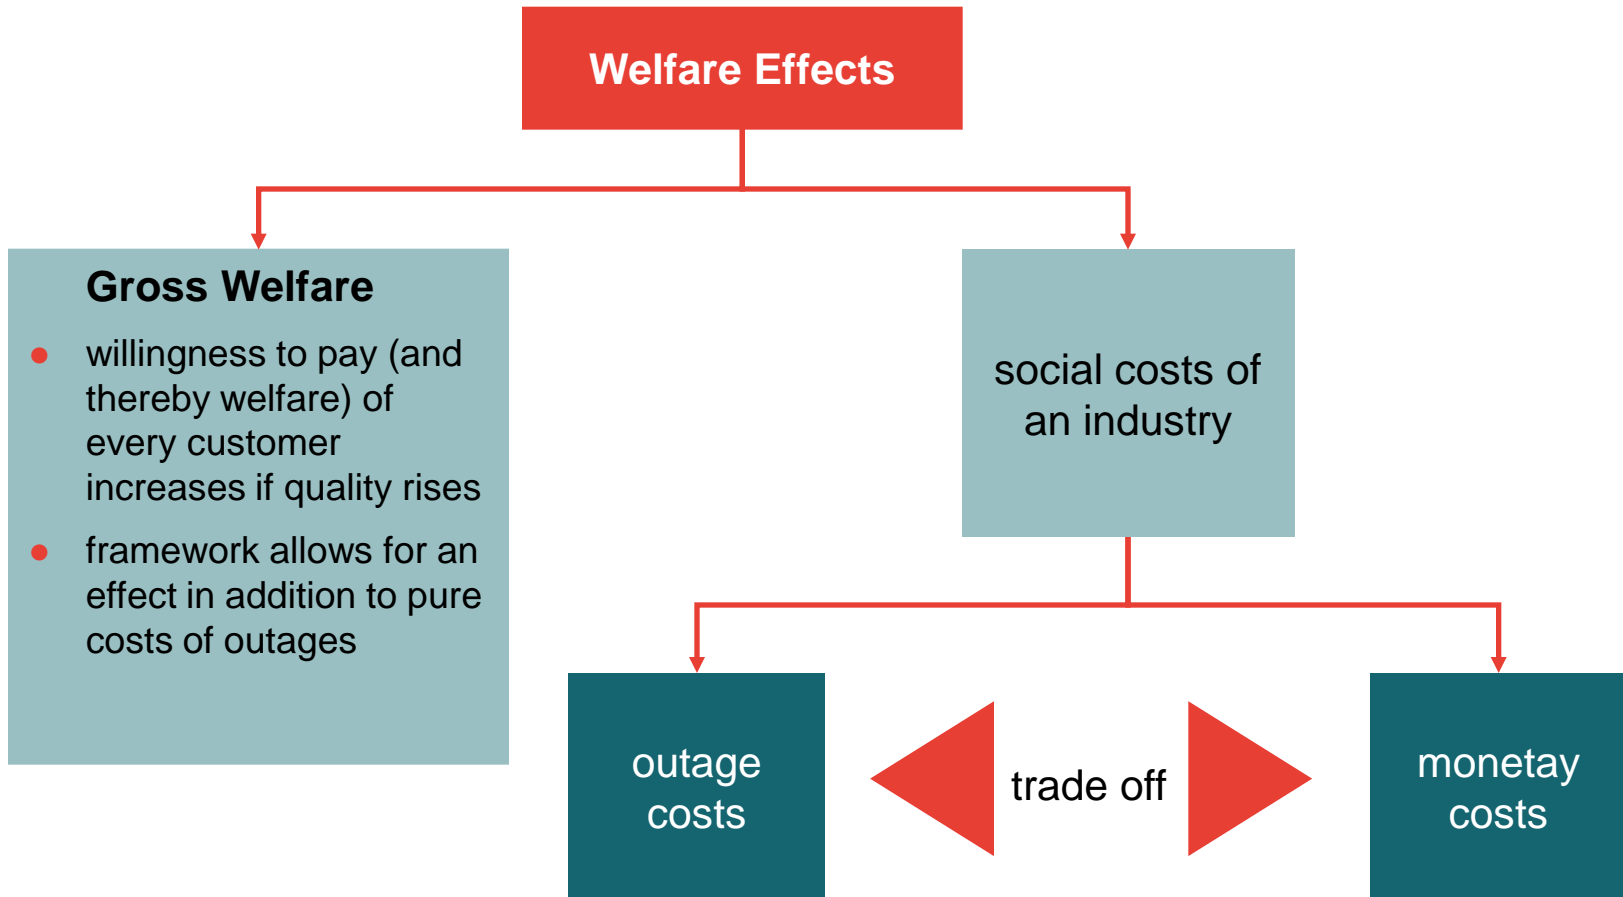 Welfare Effects
Gross Welfare
willingness to pay (and
thereby welfare) of
every customer
increases if quality rises
framework allows for an
effect in addition to pure
costs of outages
social costs of
an industry
outage
costs
trade off
monetay
costs